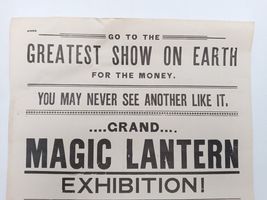 GO TO THE
GREATEST SHOW ON EARTH
FOR THE MONEY.
YOU MAY NEVER SEE ANOTHER LIKE IT.
....GRAND....
MAGIC LANTERN
EXHIBITION!